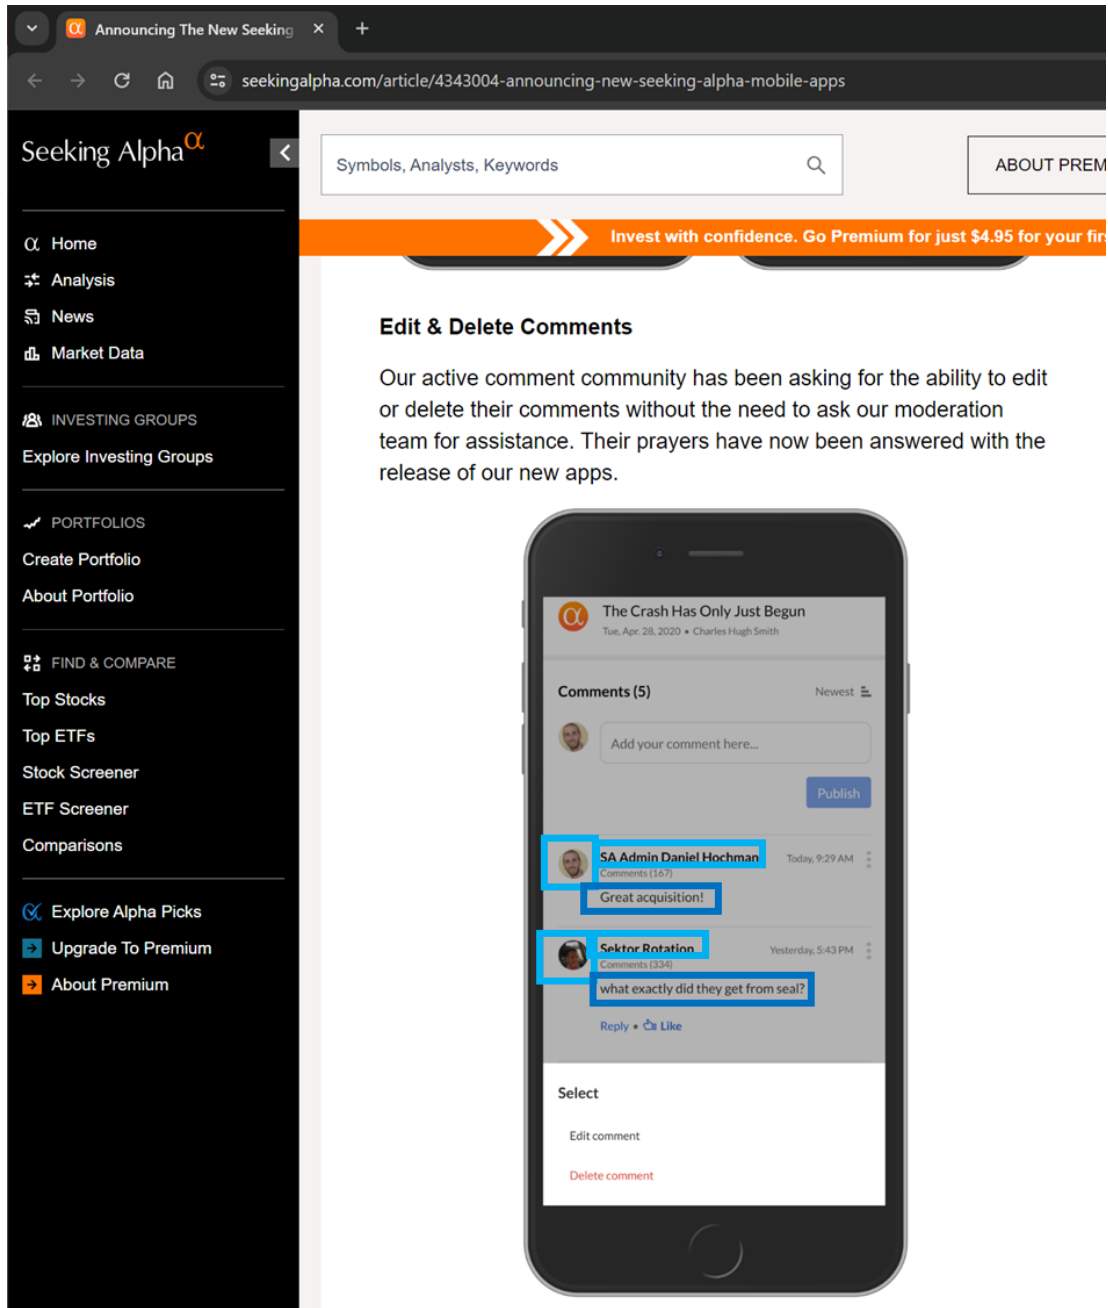 Announcing The New Seeking
seekingalpha.com/article/4343004-announcing-new-seeking-alpha-mobile-apps
Seeking Alpha α
Symbols, Analysts, Keywords
ABOUT PREM
Invest with confidence. Go Premium for just $4.95 for your firs
Home
Analysis
News
Market Data
INVESTING GROUPS
Explore Investing Groups
PORTFOLIOS
Create Portfolio
About Portfolio
FIND & COMPARE
Top Stocks
Top ETFs
Stock Screener
ETF Screener
Comparisons
Explore Alpha Picks
Upgrade To Premium
About Premium
Edit & Delete Comments
Our active comment community has been asking for the ability to edit
or delete their comments without the need to ask our moderation
team for assistance. Their prayers have now been answered with the
release of our new apps.
The Crash Has Only Just Begun
Tue, Apr. 28, 2020 • Charles Hugh Smith
Comments (5)
Newest
Add your comment here...
Publish
SA Admin Daniel Hochman
Today, 9:29 AM
Comments (167)
Great acquisition!
Sektor Rotation
Yesterday, 5:43 PM
Comments (334)
what exactly did they get from seal?
Reply • Like
Select
Edit comment
Delete comment